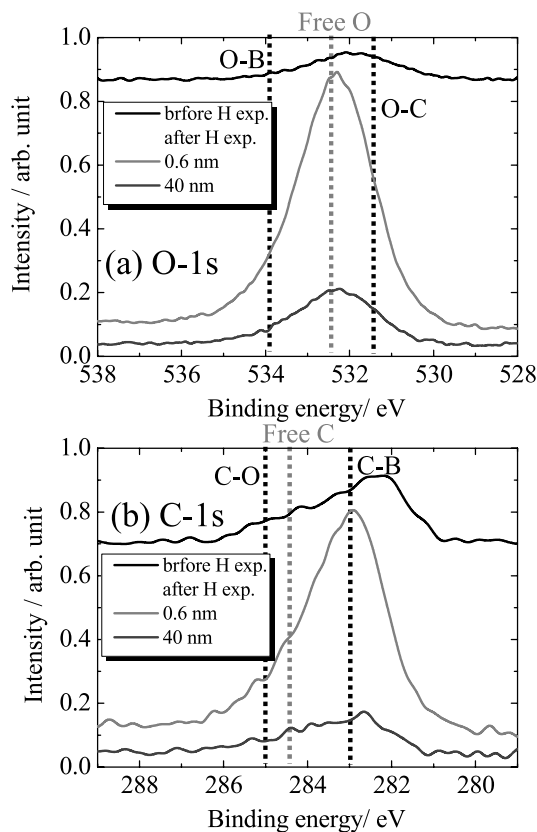 Free O
1.0
O-B
0.8
O-C
brfore H exp.
after H exp.
0.6 nm
40 nm
0.6
0.4
(a) O-1s
0.2
0.0
Intensity / arb. unit
538 536 534 532 530 528
Binding energy/ eV
Free C
1.0
C-O
C-B
(b) C-1s
0.8
brfore H exp.
after H exp.
0.6 nm
40 nm
0.6
0.4
0.2
0.0
Intensity / arb. unit
288 286 284 282 280
Binding energy/ eV